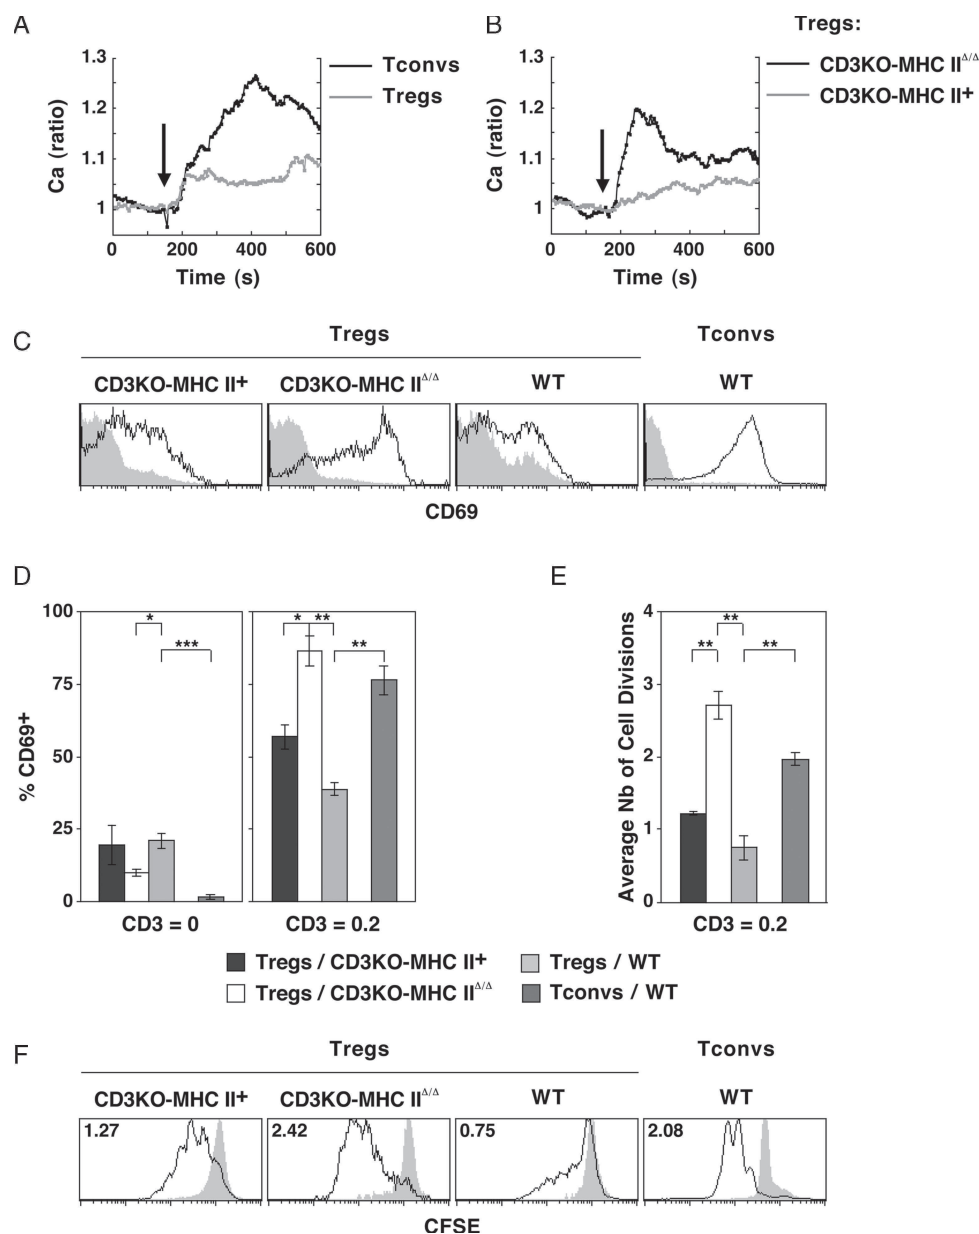 A
Ca (ratio)
1.3
1.2
1.1
1
0 200 400 600
Time (s)
Tconvs
Tregs
B
Ca (ratio)
1.3
1.2
1.1
1
0 200 400 600
Time (s)
Tregs:
CD3KO-MHC II Δ/Δ
CD3KO-MHC II+
C
Tregs Tconvs
CD3KO-MHC II+ CD3KO-MHC II Δ/Δ WT WT
CD69
D
% CD69+
100
75
50
25
0
* ***
* ** **
CD3 = 0 CD3 = 0.2
E
Average Nb of Cell Divisions
4
3
2
1
0
**
** **
CD3 = 0.2
Tregs / CD3KO-MHC II+ Tregs / WT
Tregs / CD3KO-MHC II Δ/Δ Tconvs / WT
F
Tregs Tconvs
CD3KO-MHC II+ CD3KO-MHC II Δ/Δ WT WT
1.27 2.42 0.75 2.08
CFSE